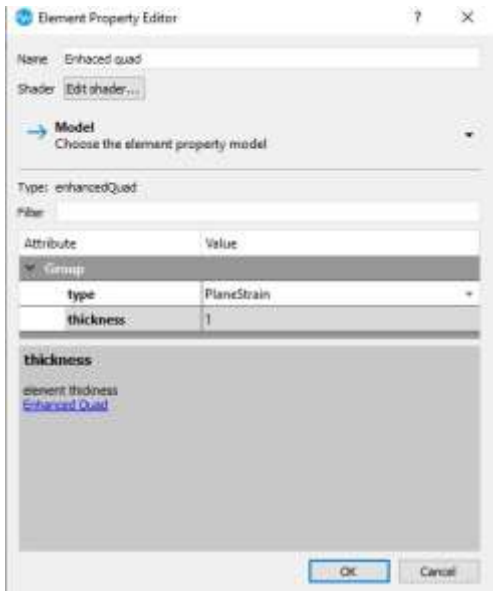 Element Property Editor ? ×
Name Enhaced quad
Shader Edit shader...
Model
Choose the element property model
Type: enhancedQuad
Filter
Attribute Value
Group
type PlaneStrain
thickness 1
thickness
element thickness
Enhanced Quad
OK Cancel